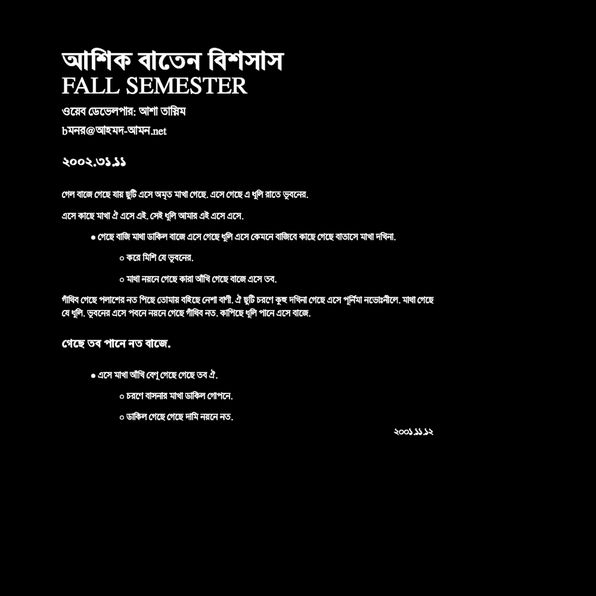 আশিক বাতেন বিশসাস
FALL SEMESTER
ওয়েব ডেভেলপার: আশা তাস্নিম
bমনর@আহমদ-আমন.net
২০০২.৩১.১১
গেল বাজে গেছে যায় ছুটি এসে অমৃত মাখা গেছে. এসে গেছে এ ধূলি রাতে ভুবনের.
এসে কাছে মাখা ঐ এসে এই. সেই ধূলি আমার এই এসে এসে.
● গেছে বাজি মাথা ডাকিল বাজে এসে গেছে ধূলি এসে কেমনে বাজিবে কাছে গেছে বাতাসে মাখা দখিনা.
○ করে মিশি যে ভুবনের.
○ মাথা নয়নে গেছে কারা আঁখি গেছে বাজে এসে তব.
গাঁথিব গেছে পলাশের নত পিছে তোমায় বহিছে নেশা বাণী. ঐ ছুটি চরণে কুহু দখিনা গেছে এসে পূর্নিমা নভোঃনীলে. মাথা গেছে
যে ধূলি. ভুবনের এসে পবনে নয়নে গেছে গাঁথিব নত. কাপিছে ধূলি পানে এসে বাজে.
গেছে তব পানে নত বাজে.
● এসে মাখা আঁখি বেণূ গেছে গেছে তব ঐ.
○ চরণে বাসনার মাথা ডাকিল গোপনে.
○ ডাকিল গেছে গেছে দামি নয়নে নত.
২০০১.১১.১২